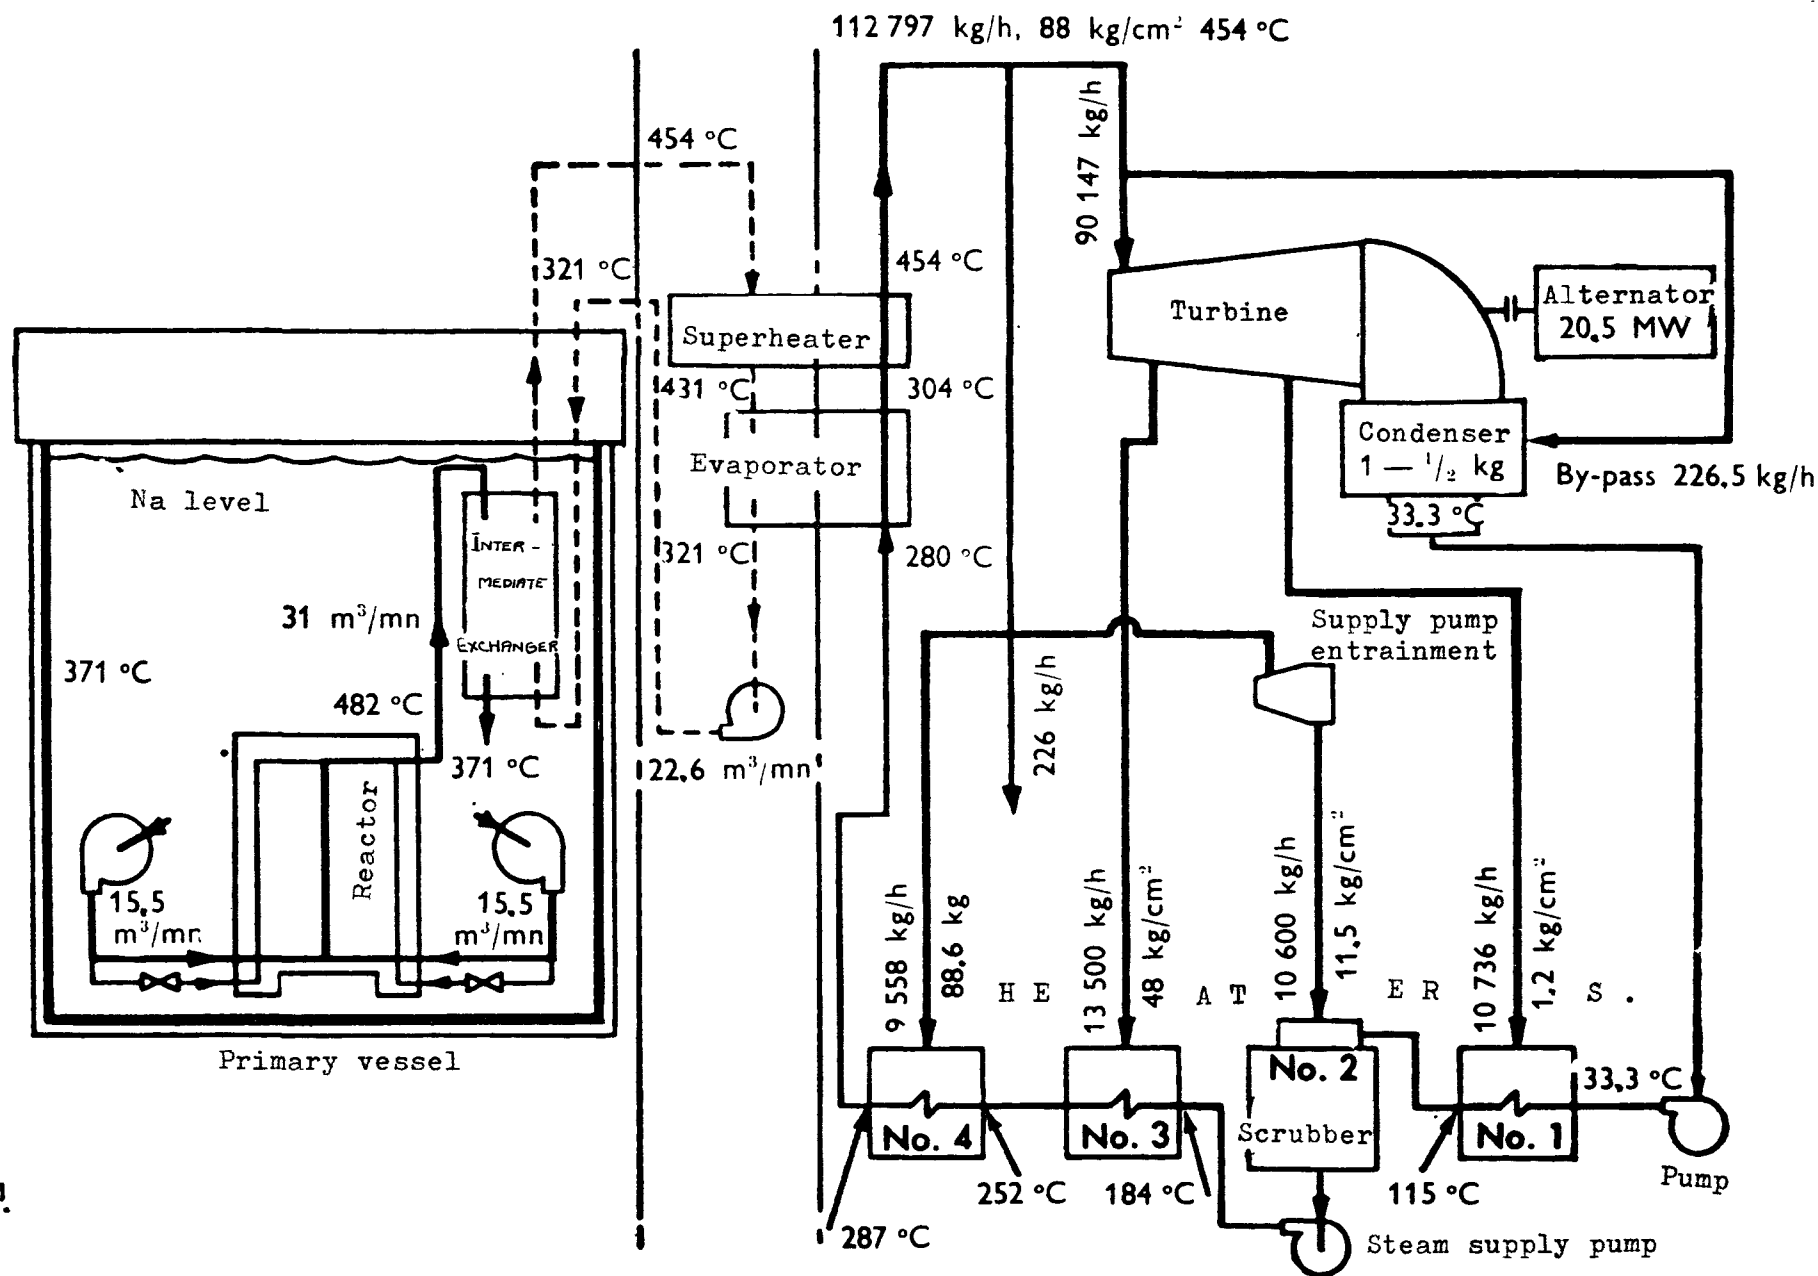 112 797 kg/h, 88 kg/cm² 454 °C
454 °C
90 147 kg/h
321 °C
454 °C
Superheater
Turbine
Alternator
20,5 MW
431 °C
304 °C
Evaporator
Condenser
1 — 1/2 kg
By-pass 226,5 kg/h
33,3 °C
Na level
INTER-
MEDIATE
EXCHANGER
321 °C
280 °C
31 m³/mn
371 °C
482 °C
371 °C
22,6 m³/mn
226 kg/h
Supply pump
entrainment
Reactor
15,5
m³/mn
15,5
m³/mn
9 558 kg/h
88,6 kg
13 500 kg/h
48 kg/cm²
10 600 kg/h
11,5 kg/cm²
10 736 kg/h
1,2 kg/cm²
HE AT ER S.
Primary vessel
No. 4
No. 3
No. 2
Scrubber
No. 1
33,3 °C
Pump
287 °C
252 °C
184 °C
115 °C
Steam supply pump